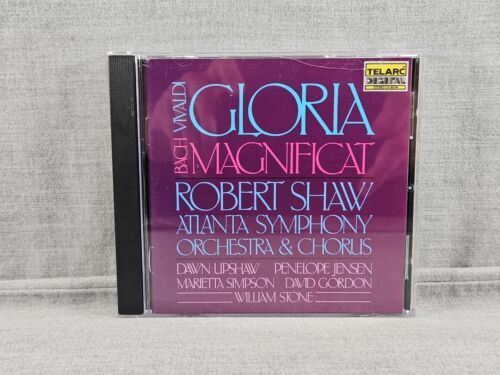 TELARC
DIGITAL
VIVALDI GLORIA
BACH MAGNIFICAT
ROBERT SHAW
ATLANTA SYMPHONY
ORCHESTRA & CHORUS
DAWN UPSHAW PENELOPE JENSEN
MARIETTA SIMPSON DAVID GORDON
WILLIAM STONE